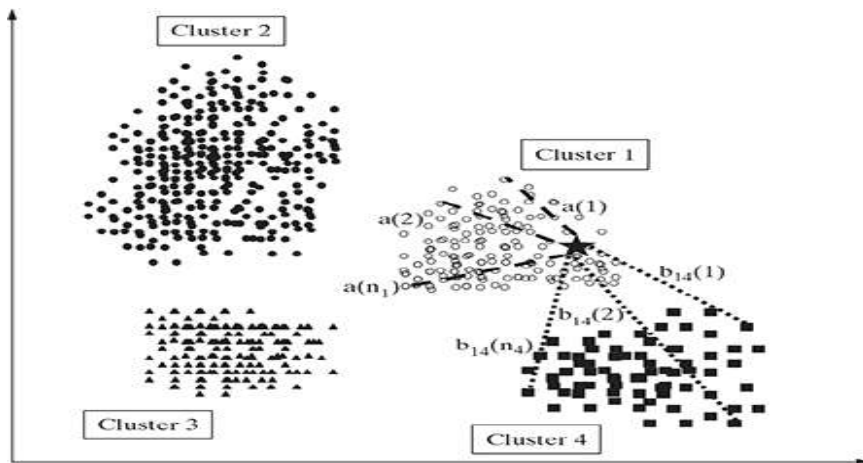 Cluster 2
Cluster 1
a(1)
a(2)
b₁₄(1)
a(n₁)
b₁₄(2)
b₁₄(n₄)
Cluster 3
Cluster 4